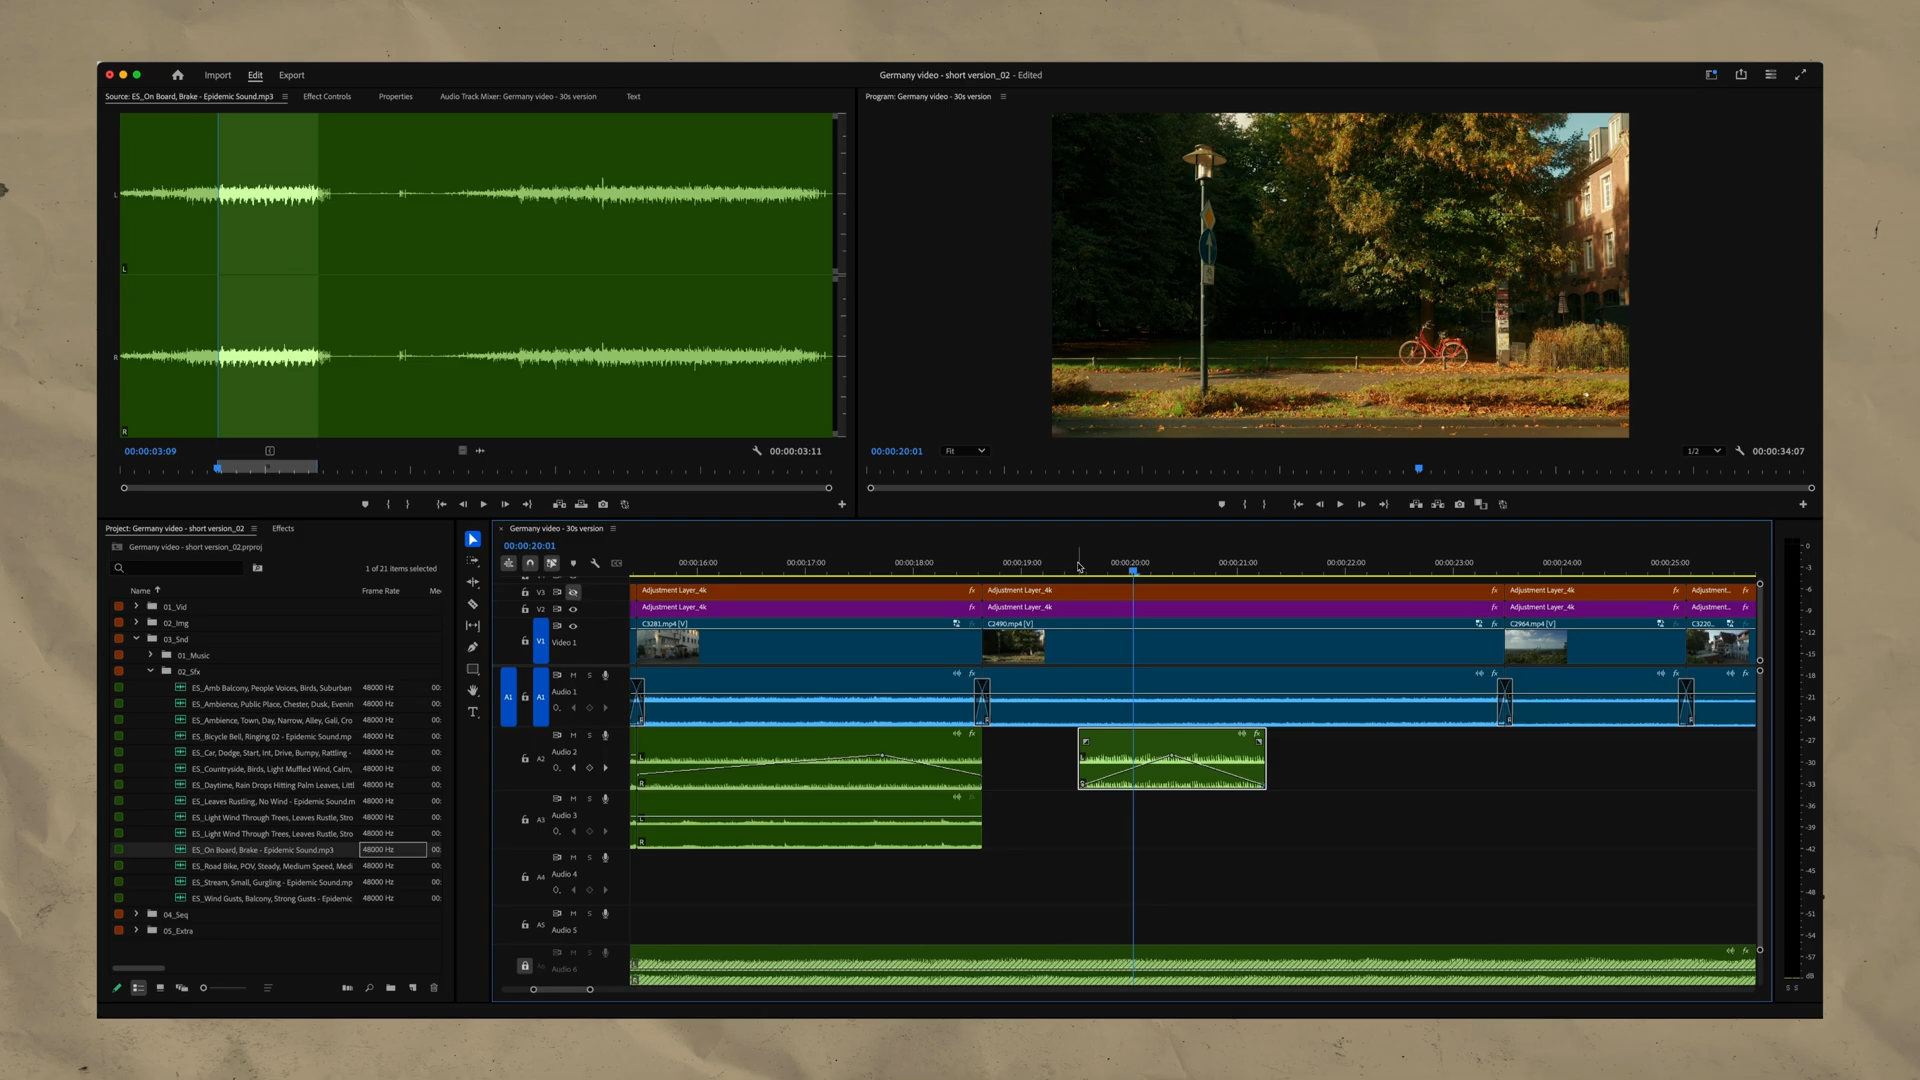 Import Edit Export
Germany video - short version_02 - Edited
Source: ES_On Board, Brake - Epidemic Sound.mp3
Effect Controls
Properties
Audio Track Mixer: Germany video - 30s version
Text
Program: Germany video - 30s version
L
L
R
R
00:00:03:09
00:00:03:11
00:00:20:01
Fit
1/2
00:00:34:07
Project: Germany video - short version_02
Effects
Germany video - short version_02.prproj
1 of 21 items selected
Name
Frame Rate
Me
01_Vid
02_Img
03_Snd
01_Music
02_Sfx
ES_Amb Balcony, People Voices, Birds, Suburban
ES_Ambience, Public Place, Chester, Dusk, Evenin
ES_Ambience, Town, Day, Narrow, Alley, Gali, Cro
ES_Bicycle Bell, Ringing 02 - Epidemic Sound.mp
ES_Car, Dodge, Start, Int, Drive, Bumpy, Rattling -
ES_Countryside, Birds, Light Muffled Wind, Calm,
ES_Daytime, Rain Drops Hitting Palm Leaves, Littl
ES_Leaves Rustling, No Wind - Epidemic Sound.m
ES_Light Wind Through Trees, Leaves Rustle, Stro
ES_Light Wind Through Trees, Leaves Rustle, Stro
ES_On Board, Brake - Epidemic Sound.mp3
ES_Road Bike, POV, Steady, Medium Speed, Medi
ES_Stream, Small, Gurgling - Epidemic Sound.mp
ES_Wind Gusts, Balcony, Strong Gusts - Epidemic
48000 Hz 00:
48000 Hz 00:
48000 Hz 00:
48000 Hz 00:
48000 Hz 00:
48000 Hz 00:
48000 Hz 00:
48000 Hz 00:
48000 Hz 00:
48000 Hz 00:
48000 Hz 00:
48000 Hz 00:
48000 Hz 00:
48000 Hz 00:
04_Seq
05_Extra
Germany video - 30s version
00:00:20:01
00:00:16:00 00:00:17:00 00:00:18:00 00:00:19:00 00:00:20:00 00:00:21:00 00:00:22:00 00:00:23:00 00:00:24:00 00:00:25:00
V3
Adjustment Layer_4k fx Adjustment Layer_4k fx Adjustment Layer_4k fx Adjustment... fx
V2
Adjustment Layer_4k fx Adjustment Layer_4k fx Adjustment Layer_4k fx Adjustment... fx
C3281.mp4 [V] fx C2490.mp4 [V] fx C2964.mp4 [V] fx C3220... fx
V1 Video 1
A1 A1 Audio 1 M S
A2 Audio 2 M S
A3 Audio 3 M S
A4 Audio 4 M S
A5 Audio 5 M S
Audio 6 M S
0
-3
-6
-9
-12
-15
-18
-21
-24
-27
-30
-33
-36
-39
-42
-45
-48
-51
-54
-57
dB
S S